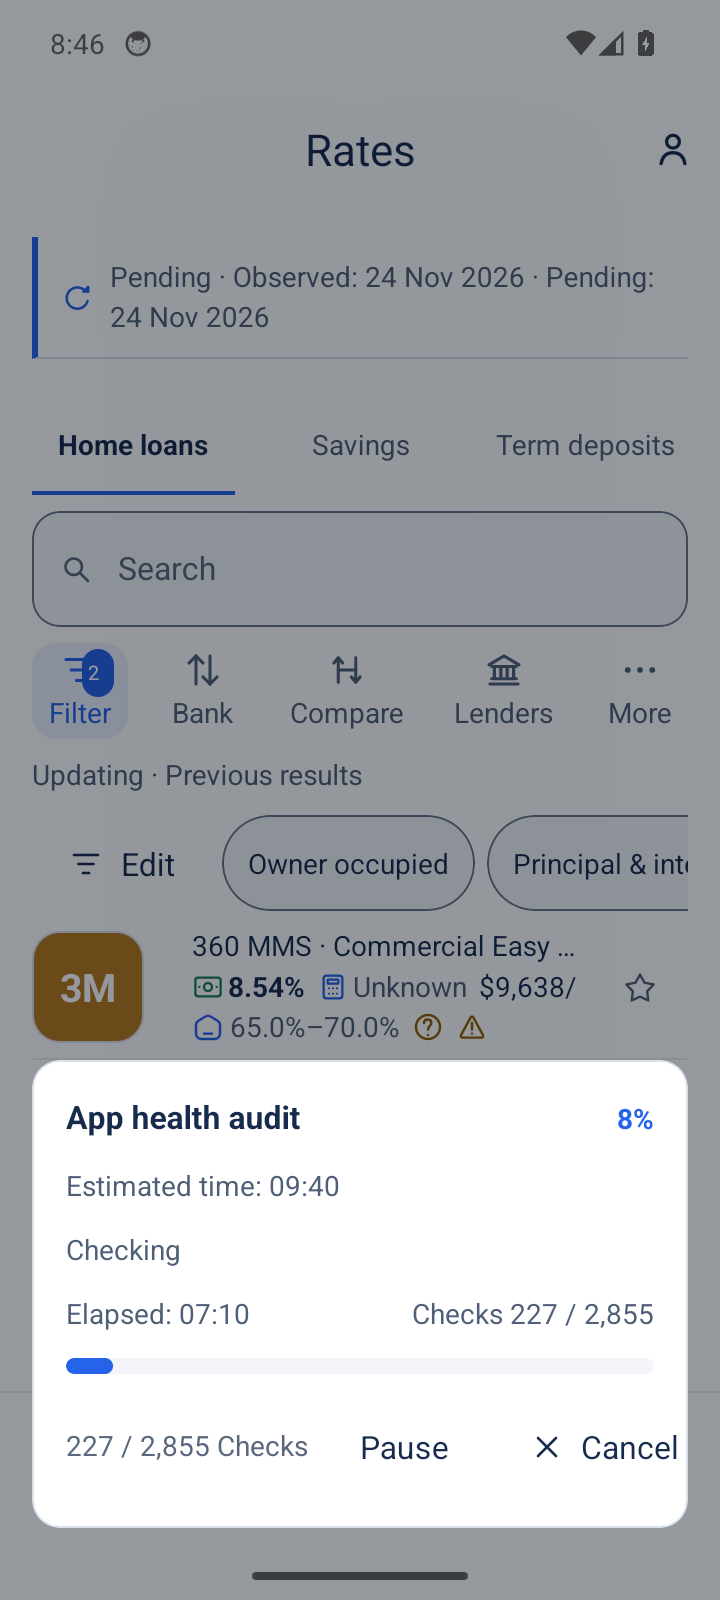 8:46
Rates
Pending · Observed: 24 Nov 2026 · Pending:
24 Nov 2026
Home loans Savings Term deposits
Search
2
Filter Bank Compare Lenders More
Updating · Previous results
Edit Owner occupied Principal & inte
360 MMS · Commercial Easy ...
3M 8.54% Unknown $9,638/
65.0%–70.0%
App health audit 8%
Estimated time: 09:40
Checking
Elapsed: 07:10 Checks 227 / 2,855
227 / 2,855 Checks Pause Cancel